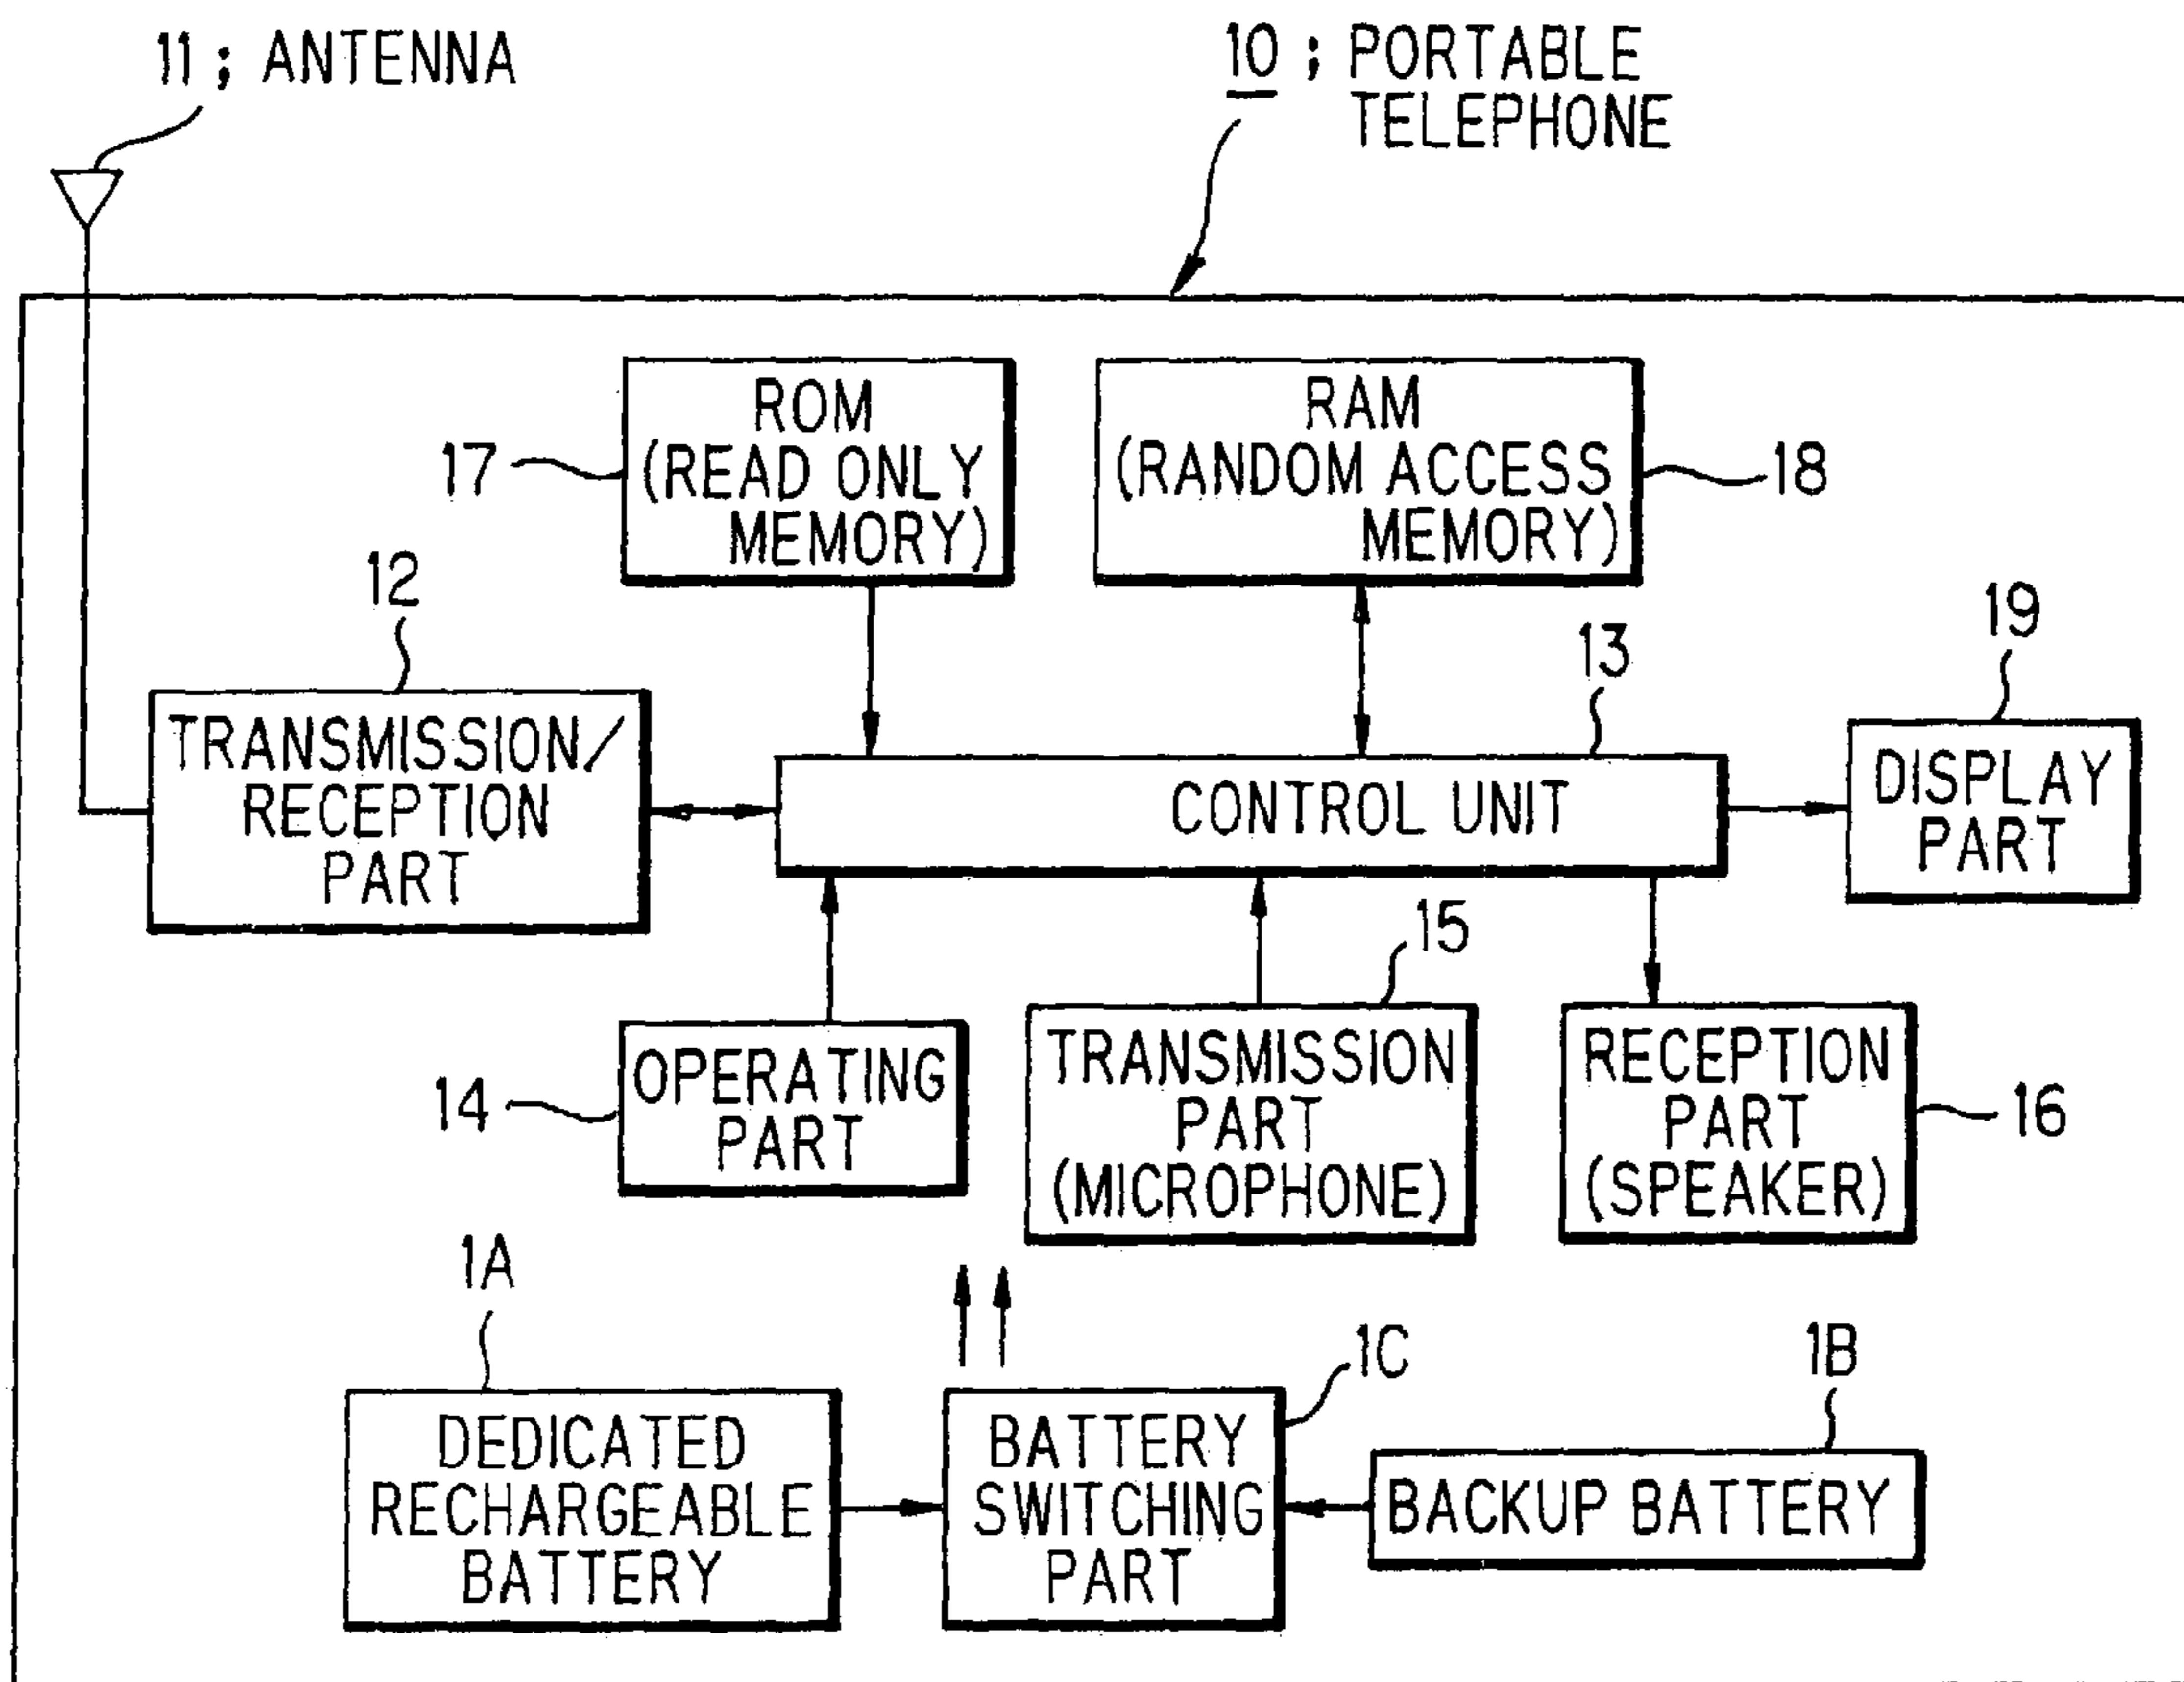 11 ; ANTENNA
10 ; PORTABLE
TELEPHONE
ROM
(READ ONLY
MEMORY)
17
RAM
(RANDOM ACCESS
MEMORY)
18
12
TRANSMISSION/
RECEPTION
PART
13
CONTROL UNIT
19
DISPLAY
PART
14
OPERATING
PART
15
TRANSMISSION
PART
(MICROPHONE)
RECEPTION
PART
(SPEAKER)
16
1A
DEDICATED
RECHARGEABLE
BATTERY
1C
BATTERY
SWITCHING
PART
1B
BACKUP BATTERY